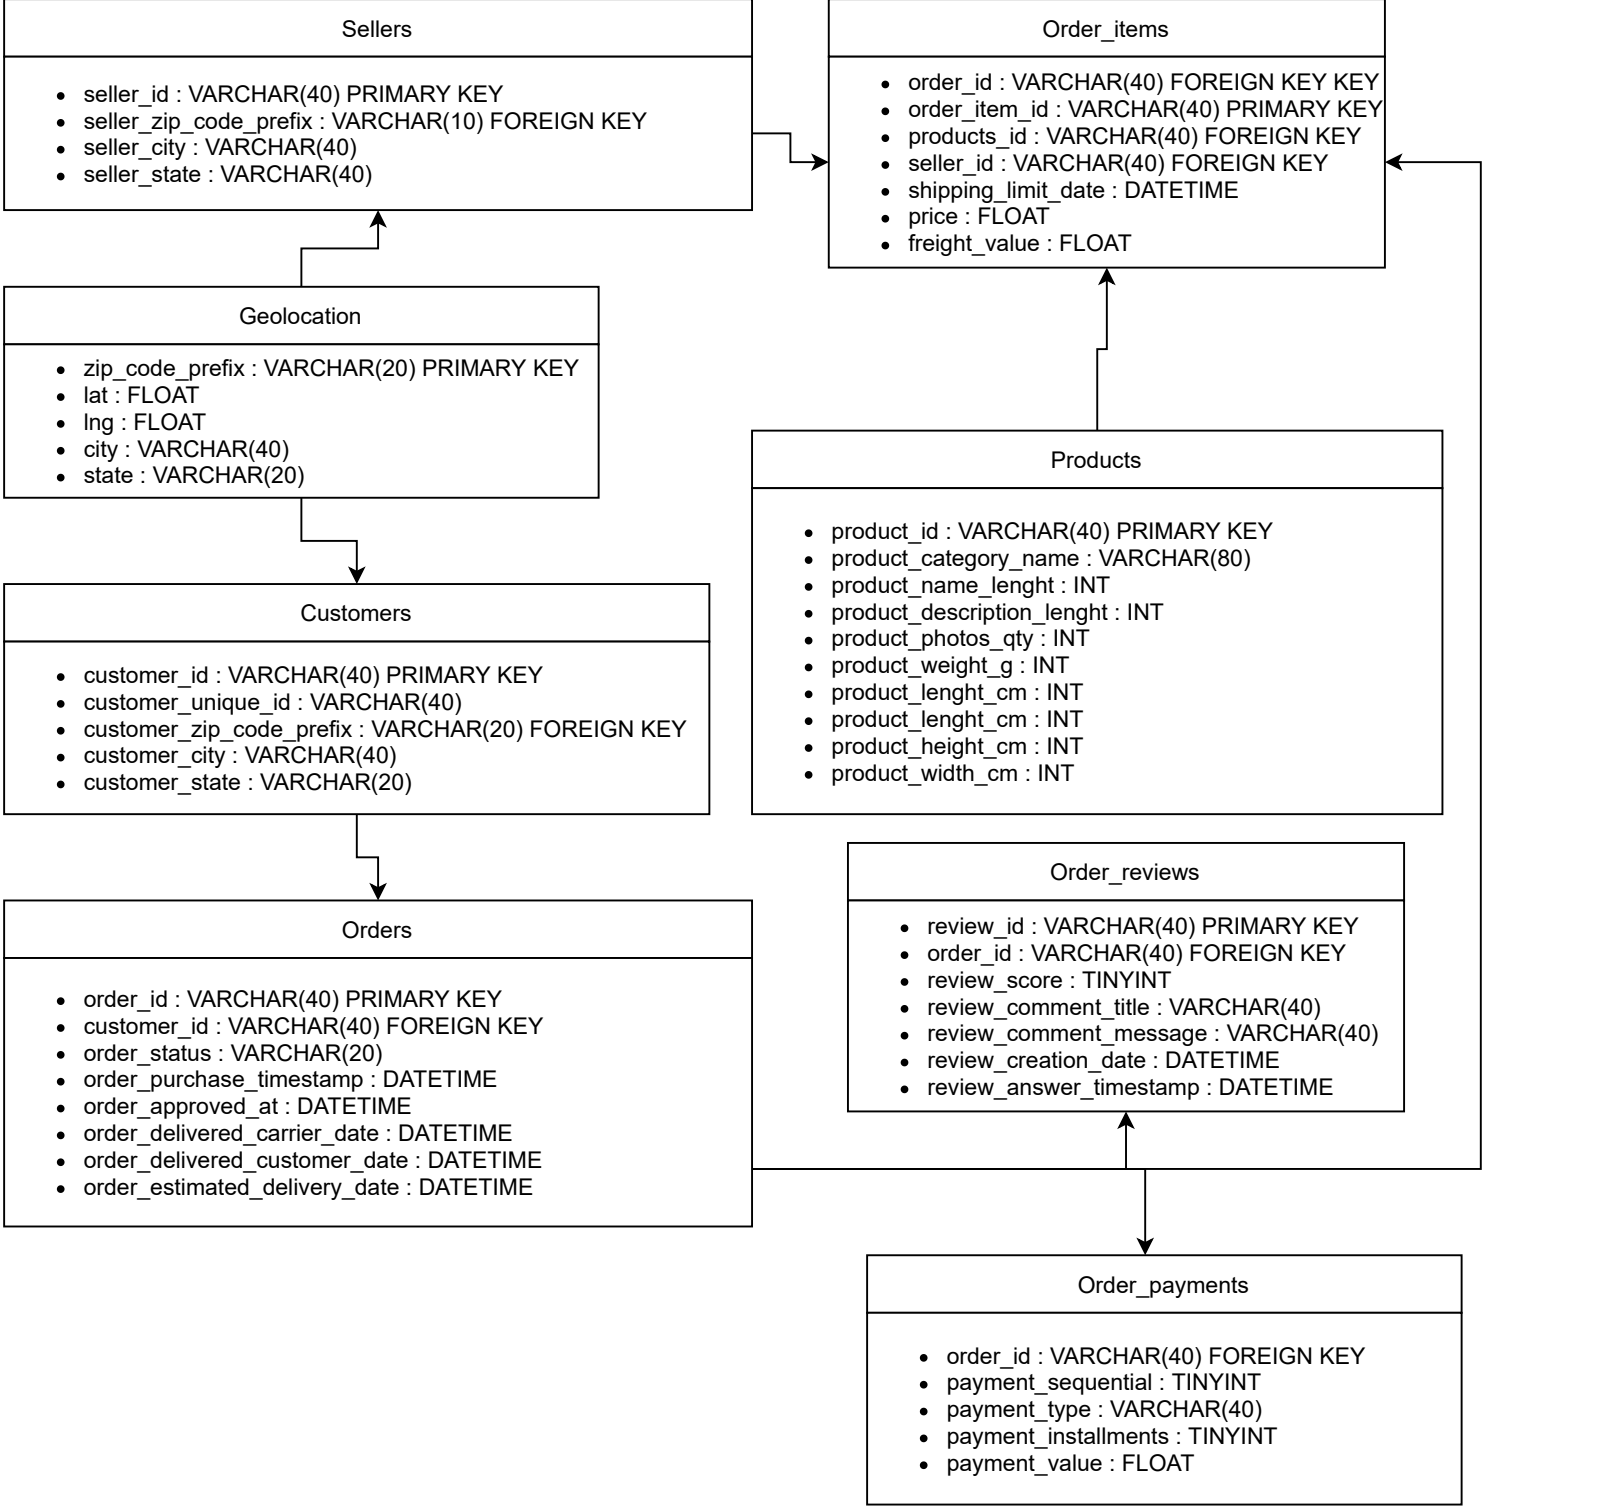 Sellers
seller_id : VARCHAR(40) PRIMARY KEY
seller_zip_code_prefix : VARCHAR(10) FOREIGN KEY
seller_city : VARCHAR(40)
seller_state : VARCHAR(40)
Order_items
order_id : VARCHAR(40) FOREIGN KEY KEY
order_item_id : VARCHAR(40) PRIMARY KEY
products_id : VARCHAR(40) FOREIGN KEY
seller_id : VARCHAR(40) FOREIGN KEY
shipping_limit_date : DATETIME
price : FLOAT
freight_value : FLOAT
Geolocation
zip_code_prefix : VARCHAR(20) PRIMARY KEY
lat : FLOAT
lng : FLOAT
city : VARCHAR(40)
state : VARCHAR(20)
Products
product_id : VARCHAR(40) PRIMARY KEY
product_category_name : VARCHAR(80)
product_name_lenght : INT
product_description_lenght : INT
product_photos_qty : INT
product_weight_g : INT
product_lenght_cm : INT
product_lenght_cm : INT
product_height_cm : INT
product_width_cm : INT
Customers
customer_id : VARCHAR(40) PRIMARY KEY
customer_unique_id : VARCHAR(40)
customer_zip_code_prefix : VARCHAR(20) FOREIGN KEY
customer_city : VARCHAR(40)
customer_state : VARCHAR(20)
Order_reviews
review_id : VARCHAR(40) PRIMARY KEY
order_id : VARCHAR(40) FOREIGN KEY
review_score : TINYINT
review_comment_title : VARCHAR(40)
review_comment_message : VARCHAR(40)
review_creation_date : DATETIME
review_answer_timestamp : DATETIME
Orders
order_id : VARCHAR(40) PRIMARY KEY
customer_id : VARCHAR(40) FOREIGN KEY
order_status : VARCHAR(20)
order_purchase_timestamp : DATETIME
order_approved_at : DATETIME
order_delivered_carrier_date : DATETIME
order_delivered_customer_date : DATETIME
order_estimated_delivery_date : DATETIME
Order_payments
order_id : VARCHAR(40) FOREIGN KEY
payment_sequential : TINYINT
payment_type : VARCHAR(40)
payment_installments : TINYINT
payment_value : FLOAT